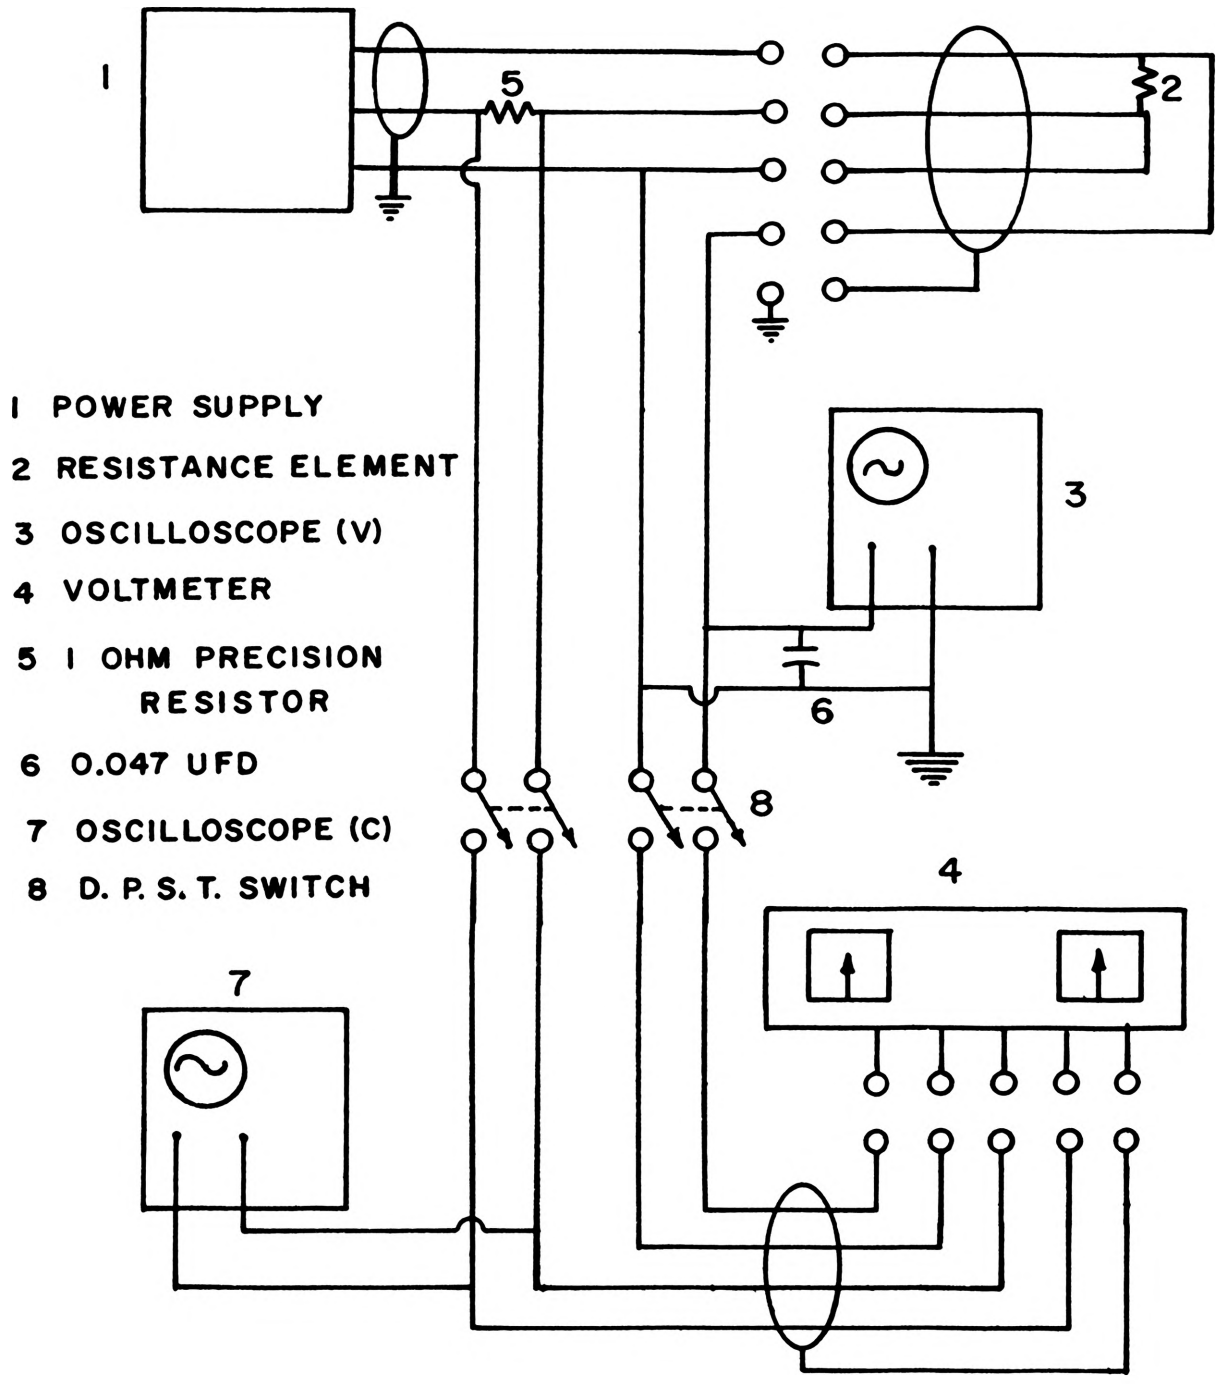 1
5
2
1 POWER SUPPLY
2 RESISTANCE ELEMENT
3 OSCILLOSCOPE (V)
4 VOLTMETER
5 1 OHM PRECISION
RESISTOR
6 0.047 UFD
7 OSCILLOSCOPE (C)
8 D. P. S. T. SWITCH
3
6
8
4
7